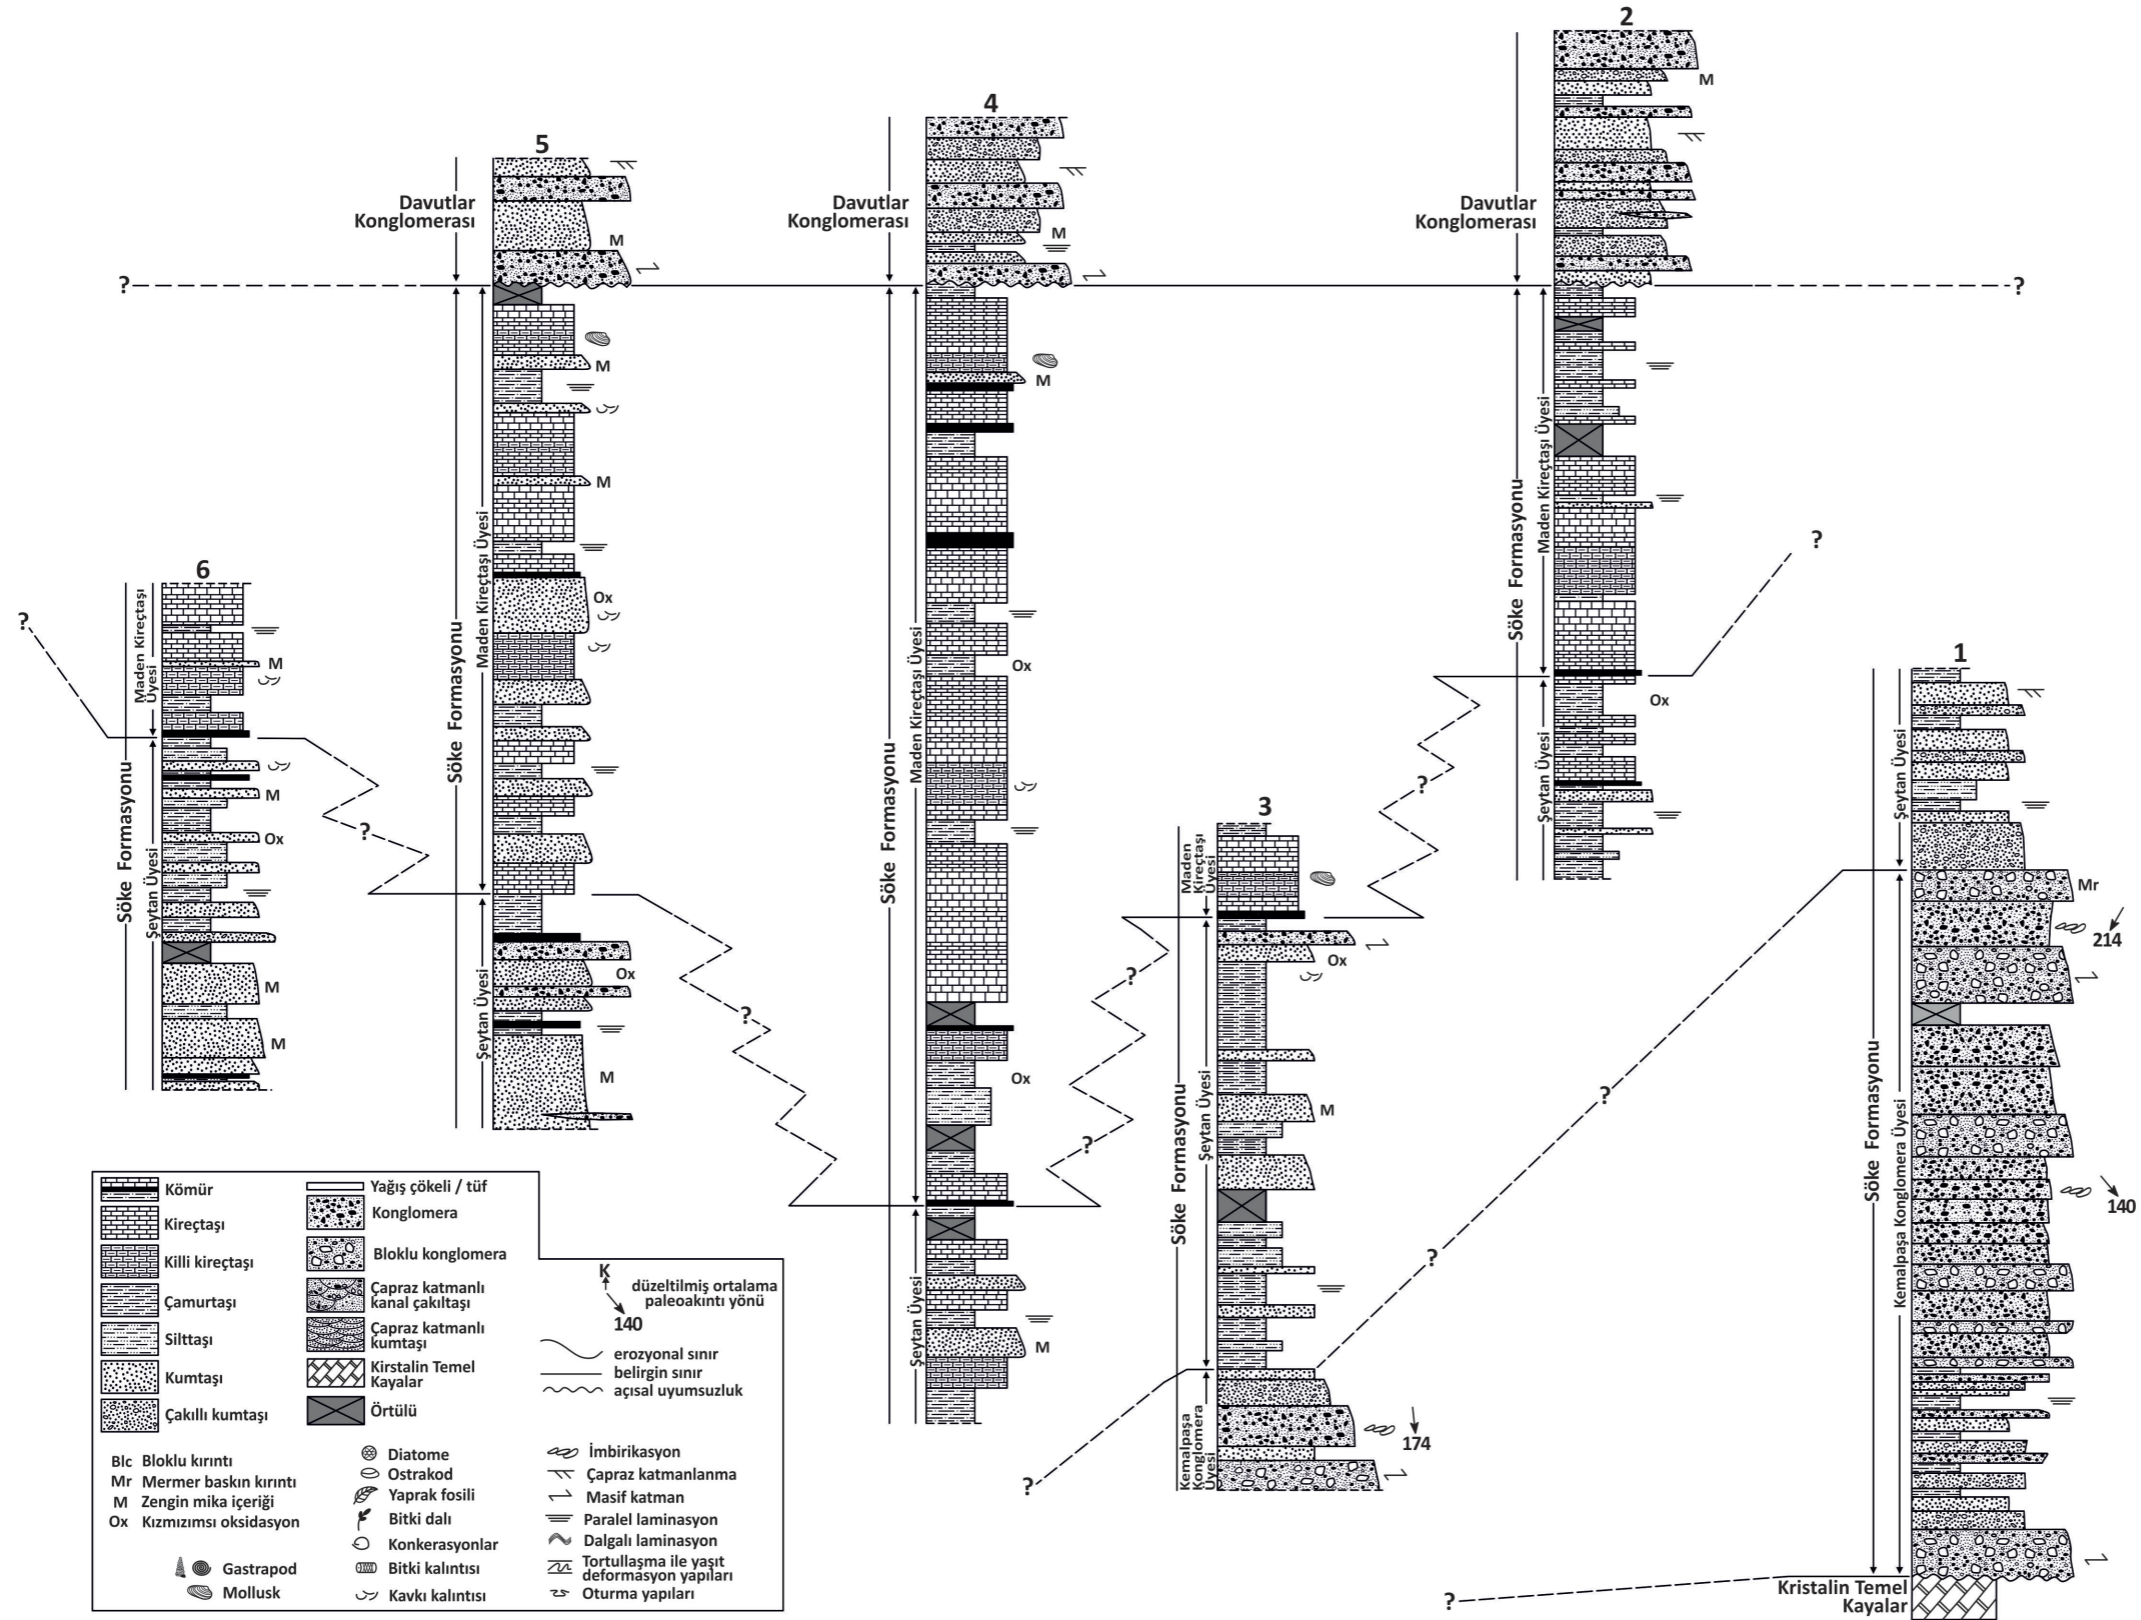 2
M
Davutlar
Konglomerası
Söke Formasyonu
Maden Kireçtaşı Üyesi
Şeytan Üyesi
Ox
?
?
?
4
Davutlar
Konglomerası
M
M
Ox
Ox
Söke Formasyonu
Maden Kireçtaşı Üyesi
Şeytan Üyesi
M
5
Davutlar
Konglomerası
M
?
M
M
Ox
Söke Formasyonu
Maden Kireçtaşı Üyesi
Şeytan Üyesi
Ox
M
?
6
?
Maden Kireçtaşı
Üyesi
M
Söke Formasyonu
Şeytan Üyesi
M
Ox
M
M
?
3
Maden
Kireçtaşı
Üyesi
Ox
M
Söke Formasyonu
Şeytan Üyesi
Kemalpaşa
Konglomera
Üyesi
174
?
?
?
?
?
1
Şeytan Üyesi
Mr
214
Söke Formasyonu
Kemalpaşa Konglomera Üyesi
140
Kristalin Temel
Kayalar
?
?
Kömür
Kireçtaşı
Killi kireçtaşı
Çamurtaşı
Silttaşı
Kumtaşı
Çakıllı kumtaşı
Yağış çökeli / tüf
Konglomera
Bloklu konglomera
Çapraz katmanlı
kanal çakıltaşı
Çapraz katmanlı
kumtaşı
Kirstalin Temel
Kayalar
Örtülü
K
140
düzeltilmiş ortalama
paleoakıntı yönü
erozyonal sınır
belirgin sınır
açısal uyumsuzluk
Blc Bloklu kırıntı
Mr Mermer baskın kırıntı
M Zengin mika içeriği
Ox Kızmızımsı oksidasyon
Gastrapod
Mollusk
Diatome
Ostrakod
Yaprak fosili
Bitki dalı
Konkerasyonlar
Bitki kalıntısı
Kavkı kalıntısı
İmbirikasyon
Çapraz katmanlanma
Masif katman
Paralel laminasyon
Dalgalı laminasyon
Tortullaşma ile yaşıt
deformasyon yapıları
Oturma yapıları